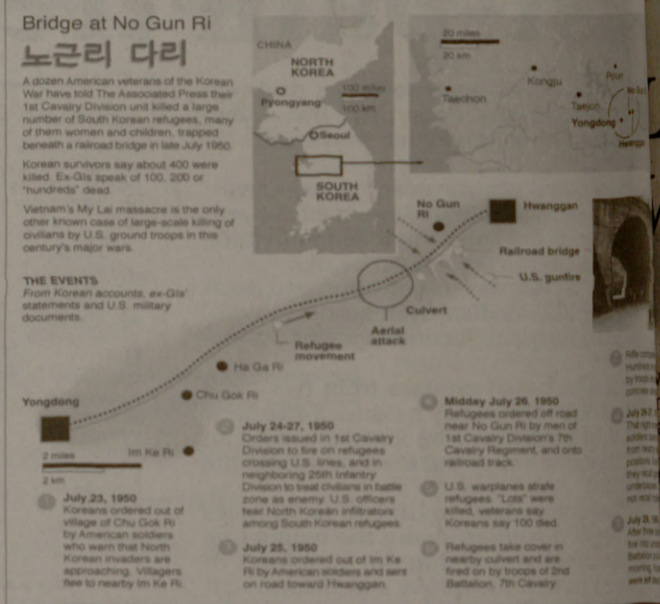 Bridge at No Gun Ri
노근리 다리
A dozen American veterans of the Korean
War have told The Associated Press their
1st Cavalry Division unit killed a large
number of South Korean refugees, many
of them women and children, trapped
beneath a railroad bridge in late July 1950.
Korean survivors say about 400 were
killed. Ex-GIs speak of 100, 200 or
"hundreds" dead.
Vietnam's My Lai massacre is the only
other known case of large-scale killing of
civilians by U.S. ground troops in this
century's major wars.
THE EVENTS
From Korean accounts, ex-GIs'
statements and U.S. military
documents.
CHINA
NORTH
KOREA
Pyongyang
100 miles
100 km
Seoul
SOUTH
KOREA
20 miles
20 km
Kongju
Taechon
Taejon
Yongdong
No Gun
RI
Hwanggan
Railroad bridge
U.S. gunfire
Culvert
Aerial
attack
Refugee
movement
Ha Ga Ri
Chu Gok Ri
Yongdong
Im Ke Ri
2 miles
2 km
1
July 23, 1950
Koreans ordered out of
village of Chu Gok Ri
by American soldiers
who warn that North
Korean invaders are
approaching. Villagers
flee to nearby Im Ke Ri.
2
July 24-27, 1950
Orders issued in 1st Cavalry
Division to fire on refugees
crossing U.S. lines, and in
neighboring 25th Infantry
Division to treat civilians in battle
zone as enemy. U.S. officers
fear North Korean infiltrators
among South Korean refugees.
3
July 25, 1950
Koreans ordered out of Im Ke
Ri by American soldiers and sent
on road toward Hwanggan.
4
Midday July 26, 1950
Refugees ordered off road
near No Gun Ri by men of
1st Cavalry Division's 7th
Cavalry Regiment, and onto
railroad track.
5
U.S. warplanes strafe
refugees. "Lots" were
killed, veterans say.
Koreans say 100 died.
6
Refugees take cover in
nearby culvert and are
fired on by troops of 2nd
Battalion, 7th Cavalry.